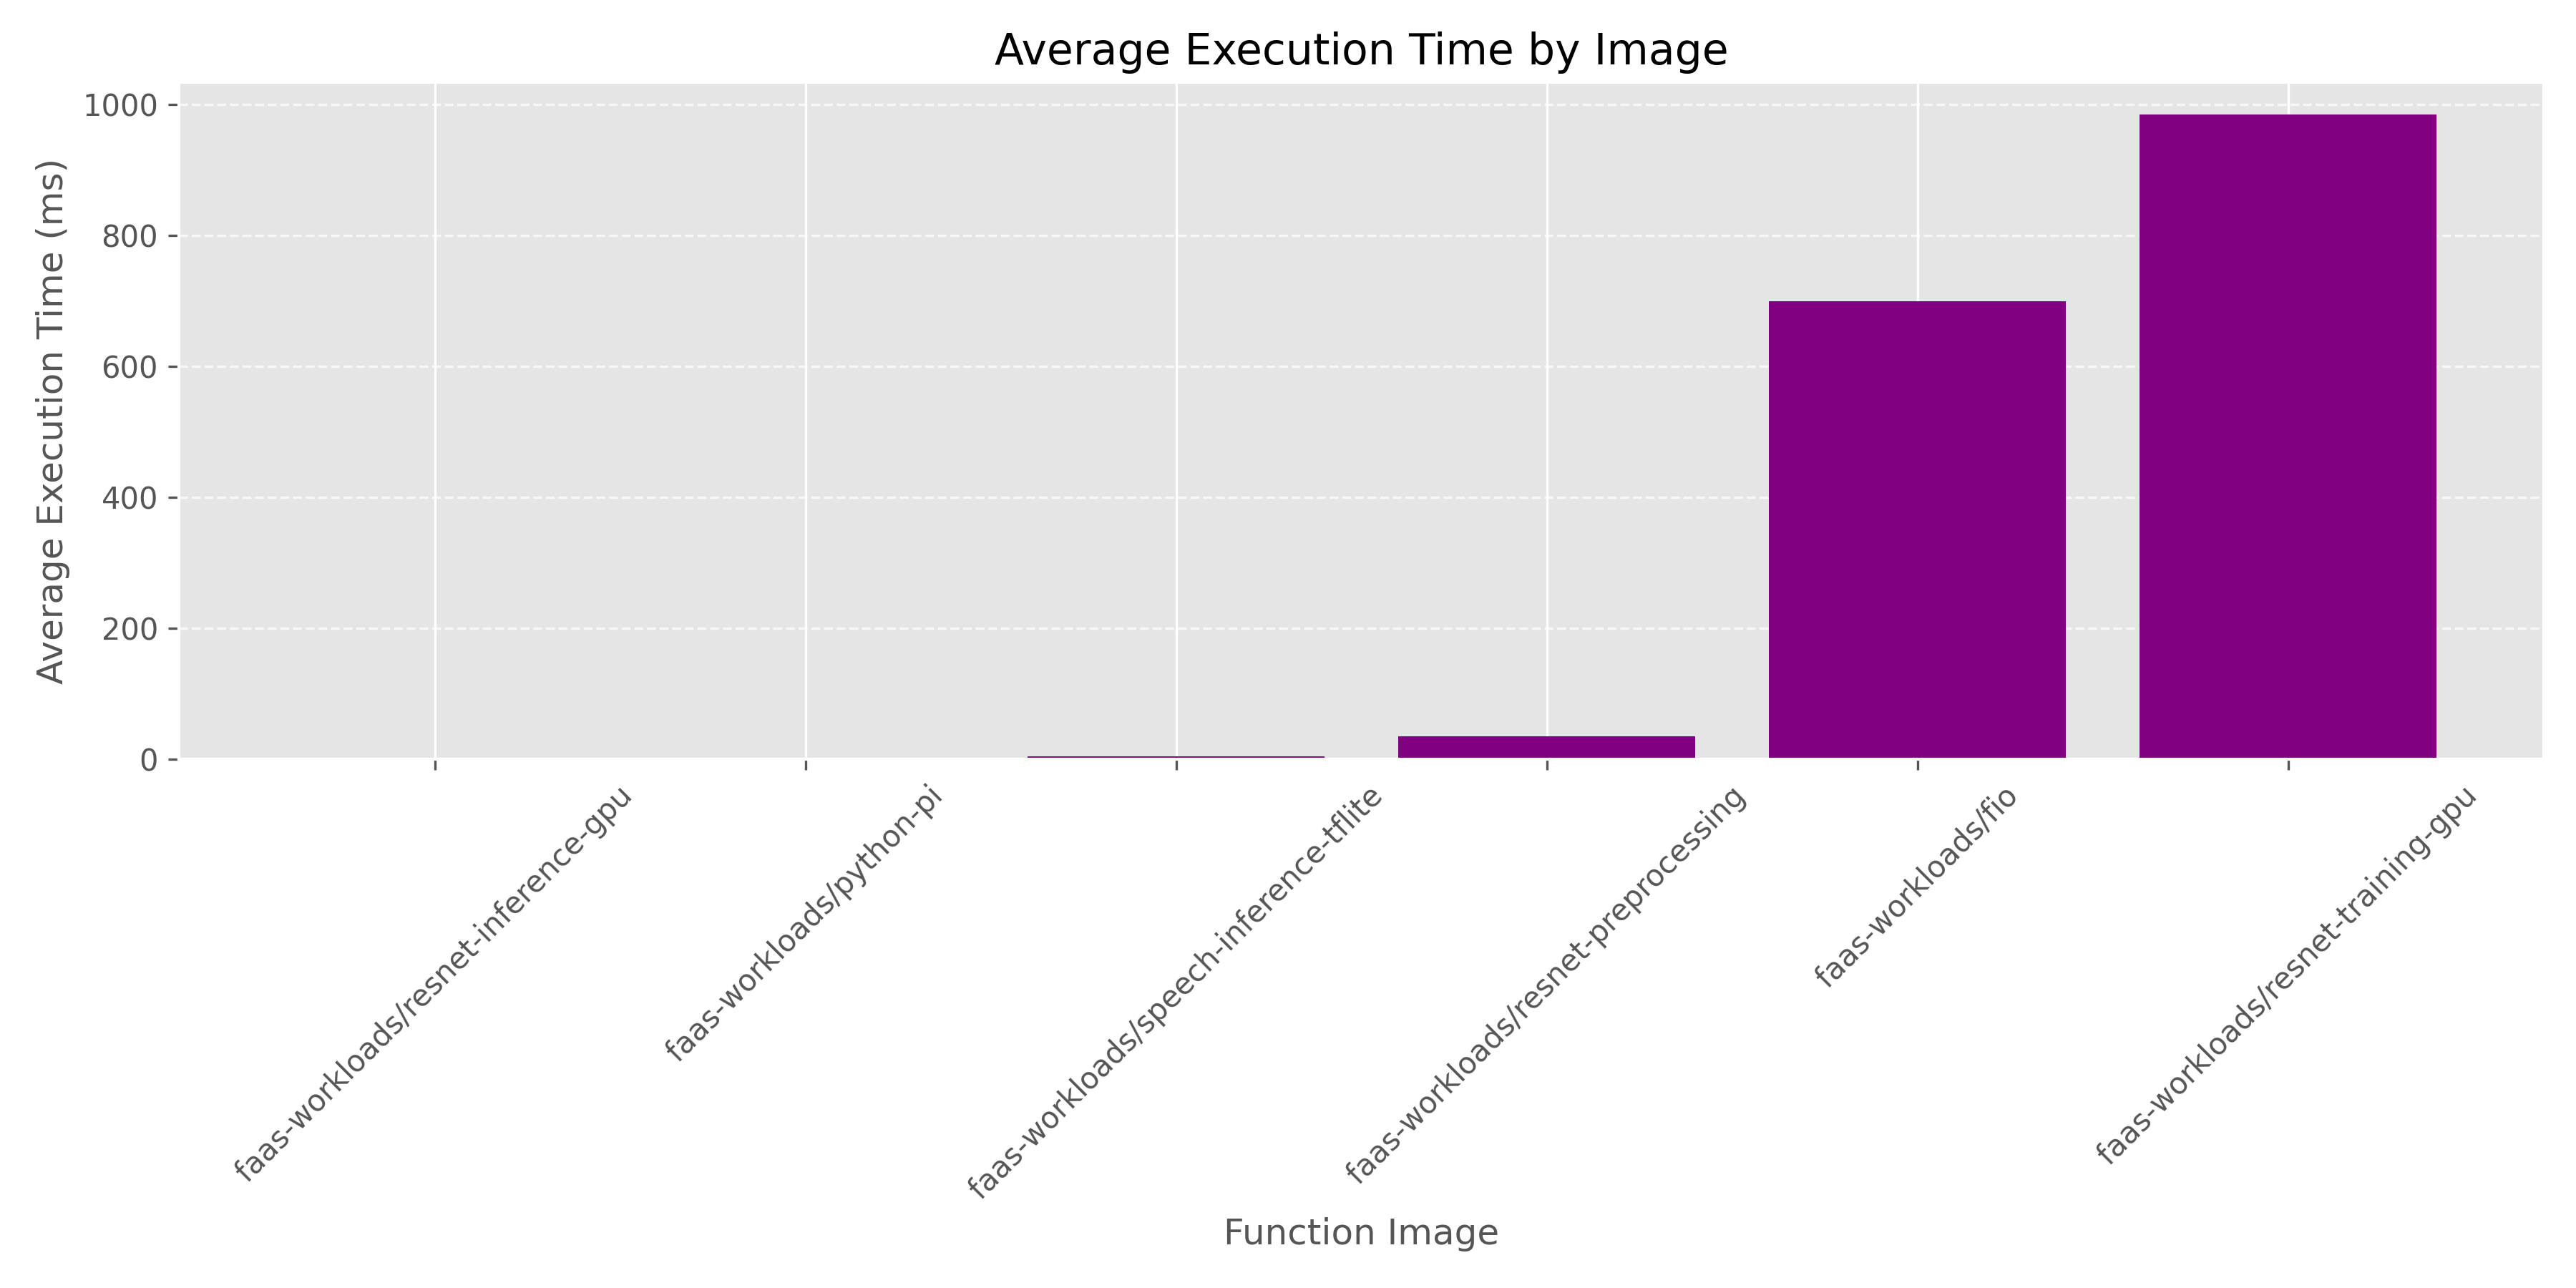 Average Execution Time by Image
Average Execution Time (ms)
1000
800
600
400
200
0
faas-workloads/resnet-inference-gpu
faas-workloads/python-pi
faas-workloads/speech-inference-tflite
faas-workloads/resnet-preprocessing
faas-workloads/fio
faas-workloads/resnet-training-gpu
Function Image